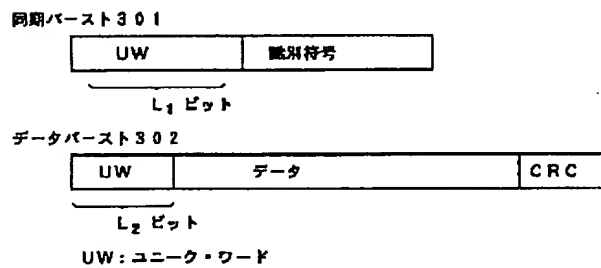 同期バースト301
UW 識別符号
L1 ビット
データバースト302
UW データ CRC
L2 ビット
UW：ユニーク・ワード